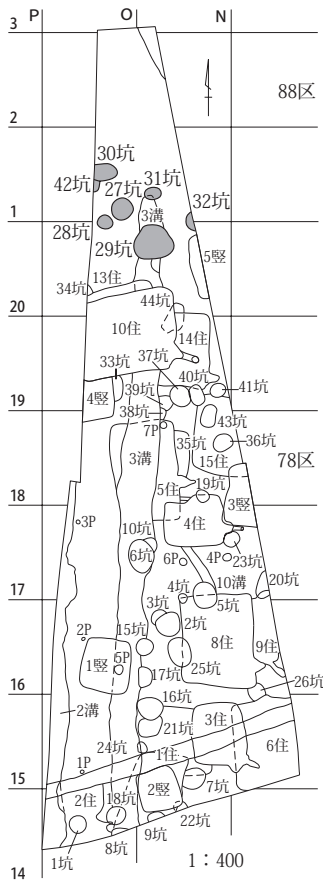 P O N
3
88区
2
30坑
42坑 27坑 31坑
32坑
1
3溝
28坑
29坑
5竪
13住
34坑
44坑
20
10住
14住
33坑 37坑
40坑
41坑
4竪
39坑
19
38坑
43坑
7P
36坑
3溝
35坑
15住
78区
5住 19坑
3竪
18
3P
4住
10坑
6坑
6P 4P 23坑
10溝
4坑
20坑
17
5坑
3坑
2P
15坑
2坑
8住
1竪
5P
9住
25坑
17坑
26坑
16
16坑
2溝
3住
21坑
24坑
1住
6住
1P
15
2竪
7坑
2住
18坑
22坑
1坑 8坑 9坑
14
1：400